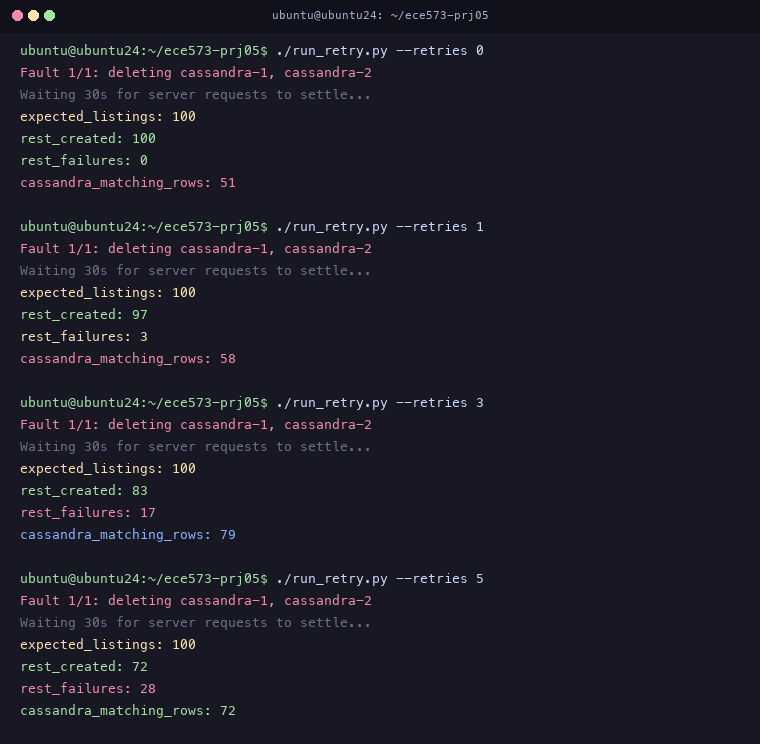 ubuntu@ubuntu24: ~/ece573-prj05
ubuntu@ubuntu24:~/ece573-prj05$ ./run_retry.py --retries 0
Fault 1/1: deleting cassandra-1, cassandra-2
Waiting 30s for server requests to settle...
expected_listings: 100
rest_created: 100
rest_failures: 0
cassandra_matching_rows: 51
ubuntu@ubuntu24:~/ece573-prj05$ ./run_retry.py --retries 1
Fault 1/1: deleting cassandra-1, cassandra-2
Waiting 30s for server requests to settle...
expected_listings: 100
rest_created: 97
rest_failures: 3
cassandra_matching_rows: 58
ubuntu@ubuntu24:~/ece573-prj05$ ./run_retry.py --retries 3
Fault 1/1: deleting cassandra-1, cassandra-2
Waiting 30s for server requests to settle...
expected_listings: 100
rest_created: 83
rest_failures: 17
cassandra_matching_rows: 79
ubuntu@ubuntu24:~/ece573-prj05$ ./run_retry.py --retries 5
Fault 1/1: deleting cassandra-1, cassandra-2
Waiting 30s for server requests to settle...
expected_listings: 100
rest_created: 72
rest_failures: 28
cassandra_matching_rows: 72